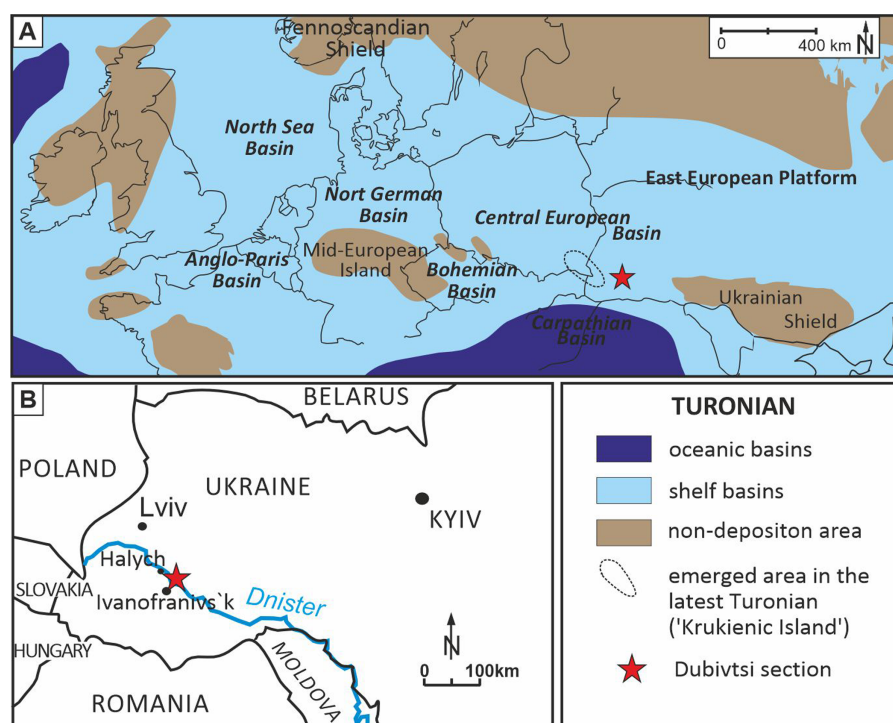 A
Fennoscandian
Shield
0 400 km N
North Sea
Basin
East European Platform
Nort German
Basin
Central European
Basin
Mid-European
Island
Anglo-Paris
Basin
Bohemian
Basin
Ukrainian
Shield
Carpathian
Basin
B
BELARUS
POLAND
UKRAINE
Lviv
KYIV
Halych
SLOVAKIA
Ivanofranivs`k
Dnister
HUNGARY
MOLDOVA
N
0 100km
ROMANIA
TURONIAN
oceanic basins
shelf basins
non-depositon area
emerged area in the
latest Turonian
('Krukienic Island')
Dubivtsi section